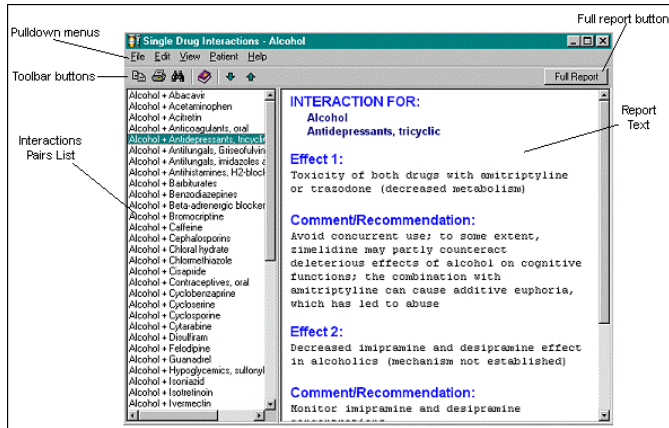 Full report button
Pulldown menus
Single Drug Interactions - Alcohol
File Edit View Patient Help
Toolbar buttons
Full Report
Alcohol + Abacavir
Alcohol + Acetaminophen
Alcohol + Acitretin
Alcohol + Anticoagulants, oral
Alcohol + Antidepressants, tricyclic
Alcohol + Antifungals, Griseofulvin
Alcohol + Antifungals, imidazoles a
Alcohol + Antihistamines, H2-block
Alcohol + Barbiturates
Alcohol + Benzodiazepines
Alcohol + Beta-adrenergic blocker
Alcohol + Bromocriptine
Alcohol + Caffeine
Alcohol + Cephalosporins
Alcohol + Chloral hydrate
Alcohol + Chlormethiazole
Alcohol + Cisapride
Alcohol + Contraceptives, oral
Alcohol + Cyclobenzaprine
Alcohol + Cycloserine
Alcohol + Cyclosporine
Alcohol + Cytarabine
Alcohol + Disulfiram
Alcohol + Felodipine
Alcohol + Guanadrel
Alcohol + Hypoglycemics, sulfonyl
Alcohol + Isoniazid
Alcohol + Isotretinoin
Alcohol + Ivermectin
Interactions
Pairs List
INTERACTION FOR:
Alcohol
Antidepressants, tricyclic
Effect 1:
Toxicity of both drugs with amitriptyline
or trazodone (decreased metabolism)
Comment/Recommendation:
Avoid concurrent use; to some extent,
zimelidine may partly counteract
deleterious effects of alcohol on cognitive
functions; the combination with
amitriptyline can cause additive euphoria,
which has led to abuse
Effect 2:
Decreased imipramine and desipramine effect
in alcoholics (mechanism not established)
Comment/Recommendation:
Monitor imipramine and desipramine
Report
Text